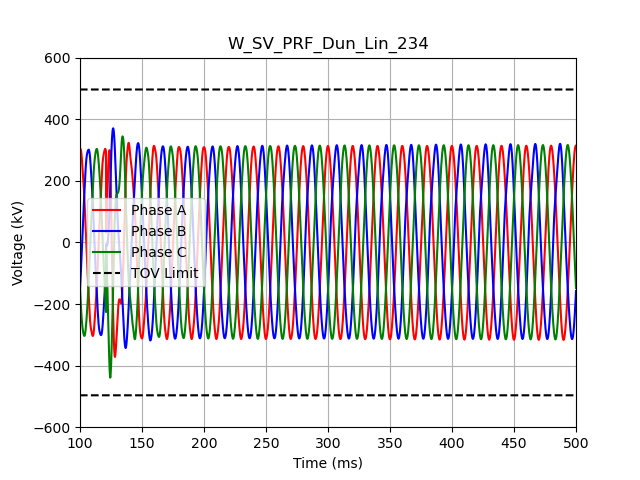 W_SV_PRF_Dun_Lin_234
600
400
200
0
−200
−400
−600
Voltage (kV)
Phase A
Phase B
Phase C
TOV Limit
100 150 200 250 300 350 400 450 500
Time (ms)